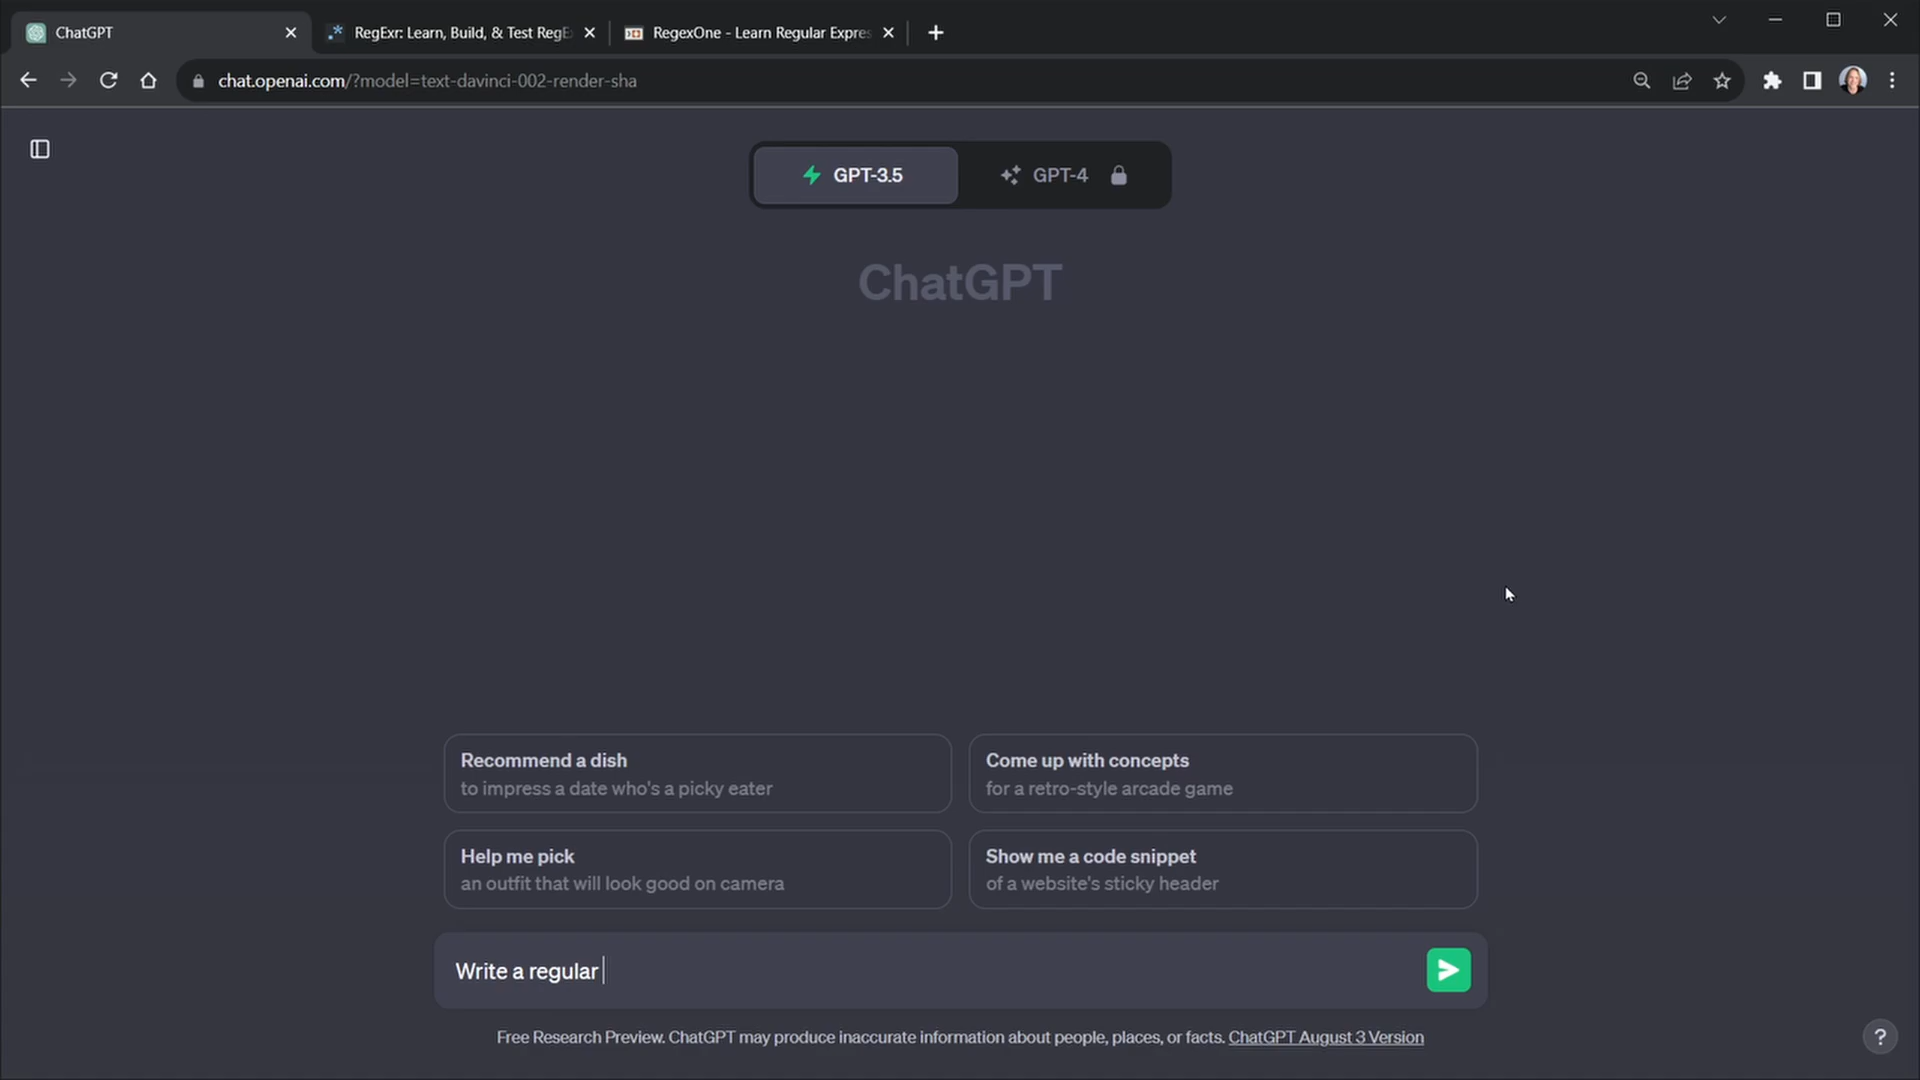 ChatGPT
RegExr: Learn, Build, & Test RegE
RegexOne - Learn Regular Expres
chat.openai.com/?model=text-davinci-002-render-sha
GPT-3.5
GPT-4
ChatGPT
Recommend a dish
to impress a date who's a picky eater
Come up with concepts
for a retro-style arcade game
Help me pick
an outfit that will look good on camera
Show me a code snippet
of a website's sticky header
Write a regular
Free Research Preview. ChatGPT may produce inaccurate information about people, places, or facts. ChatGPT August 3 Version
?